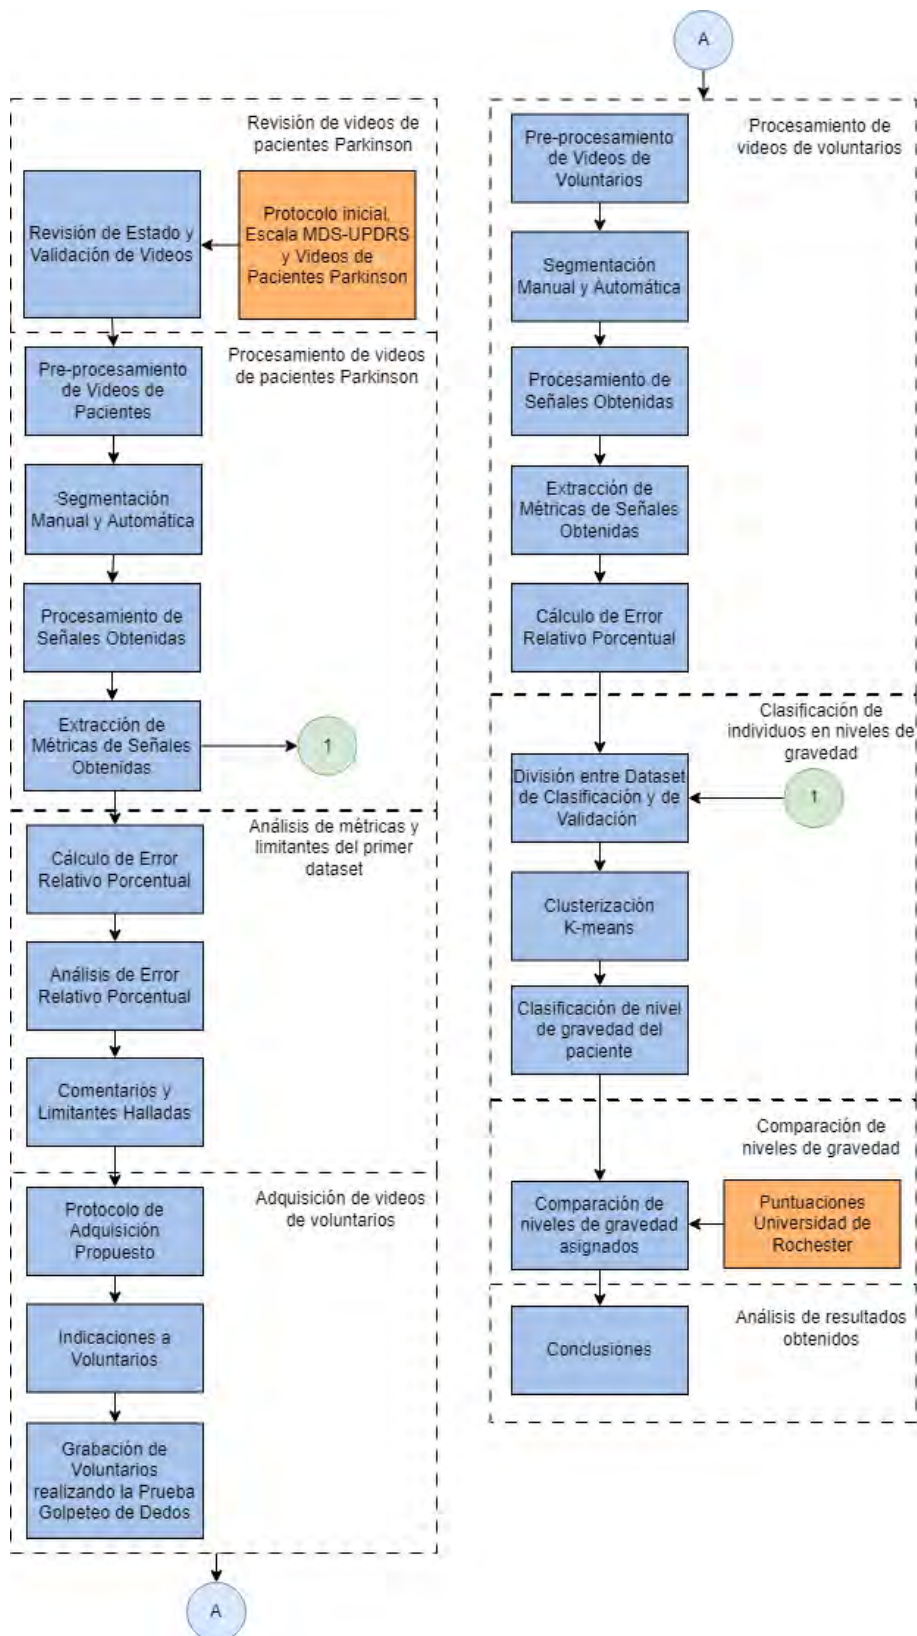 Revisión de videos de
pacientes Parkinson
Revisión de Estado y
Validación de Videos
Protocolo inicial,
Escala MDS-UPDRS
y Videos de
Pacientes Parkinson
Procesamiento de videos
de pacientes Parkinson
Pre-procesamiento
de Videos de
Pacientes
Segmentación
Manual y Automática
Procesamiento de
Señales Obtenidas
Extracción de
Métricas de Señales
Obtenidas
1
Análisis de métricas y
limitantes del primer
dataset
Cálculo de Error
Relativo Porcentual
Análisis de Error
Relativo Porcentual
Comentarios y
Limitantes Halladas
Adquisición de videos
de voluntarios
Protocolo de
Adquisición
Propuesto
Indicaciones a
Voluntarios
Grabación de
Voluntarios
realizando la Prueba
Golpeteo de Dedos
A
A
Procesamiento de
videos de voluntarios
Pre-procesamiento
de Videos de
Voluntarios
Segmentación
Manual y Automática
Procesamiento de
Señales Obtenidas
Extracción de
Métricas de Señales
Obtenidas
Cálculo de Error
Relativo Porcentual
Clasificación de
individuos en niveles de
gravedad
División entre Dataset
de Clasificación y de
Validación
1
Clusterización
K-means
Clasificación de nivel
de gravedad del
paciente
Comparación de
niveles de gravedad
Comparación de
niveles de gravedad
asignados
Puntuaciones
Universidad de
Rochester
Análisis de resultados
obtenidos
Conclusiones